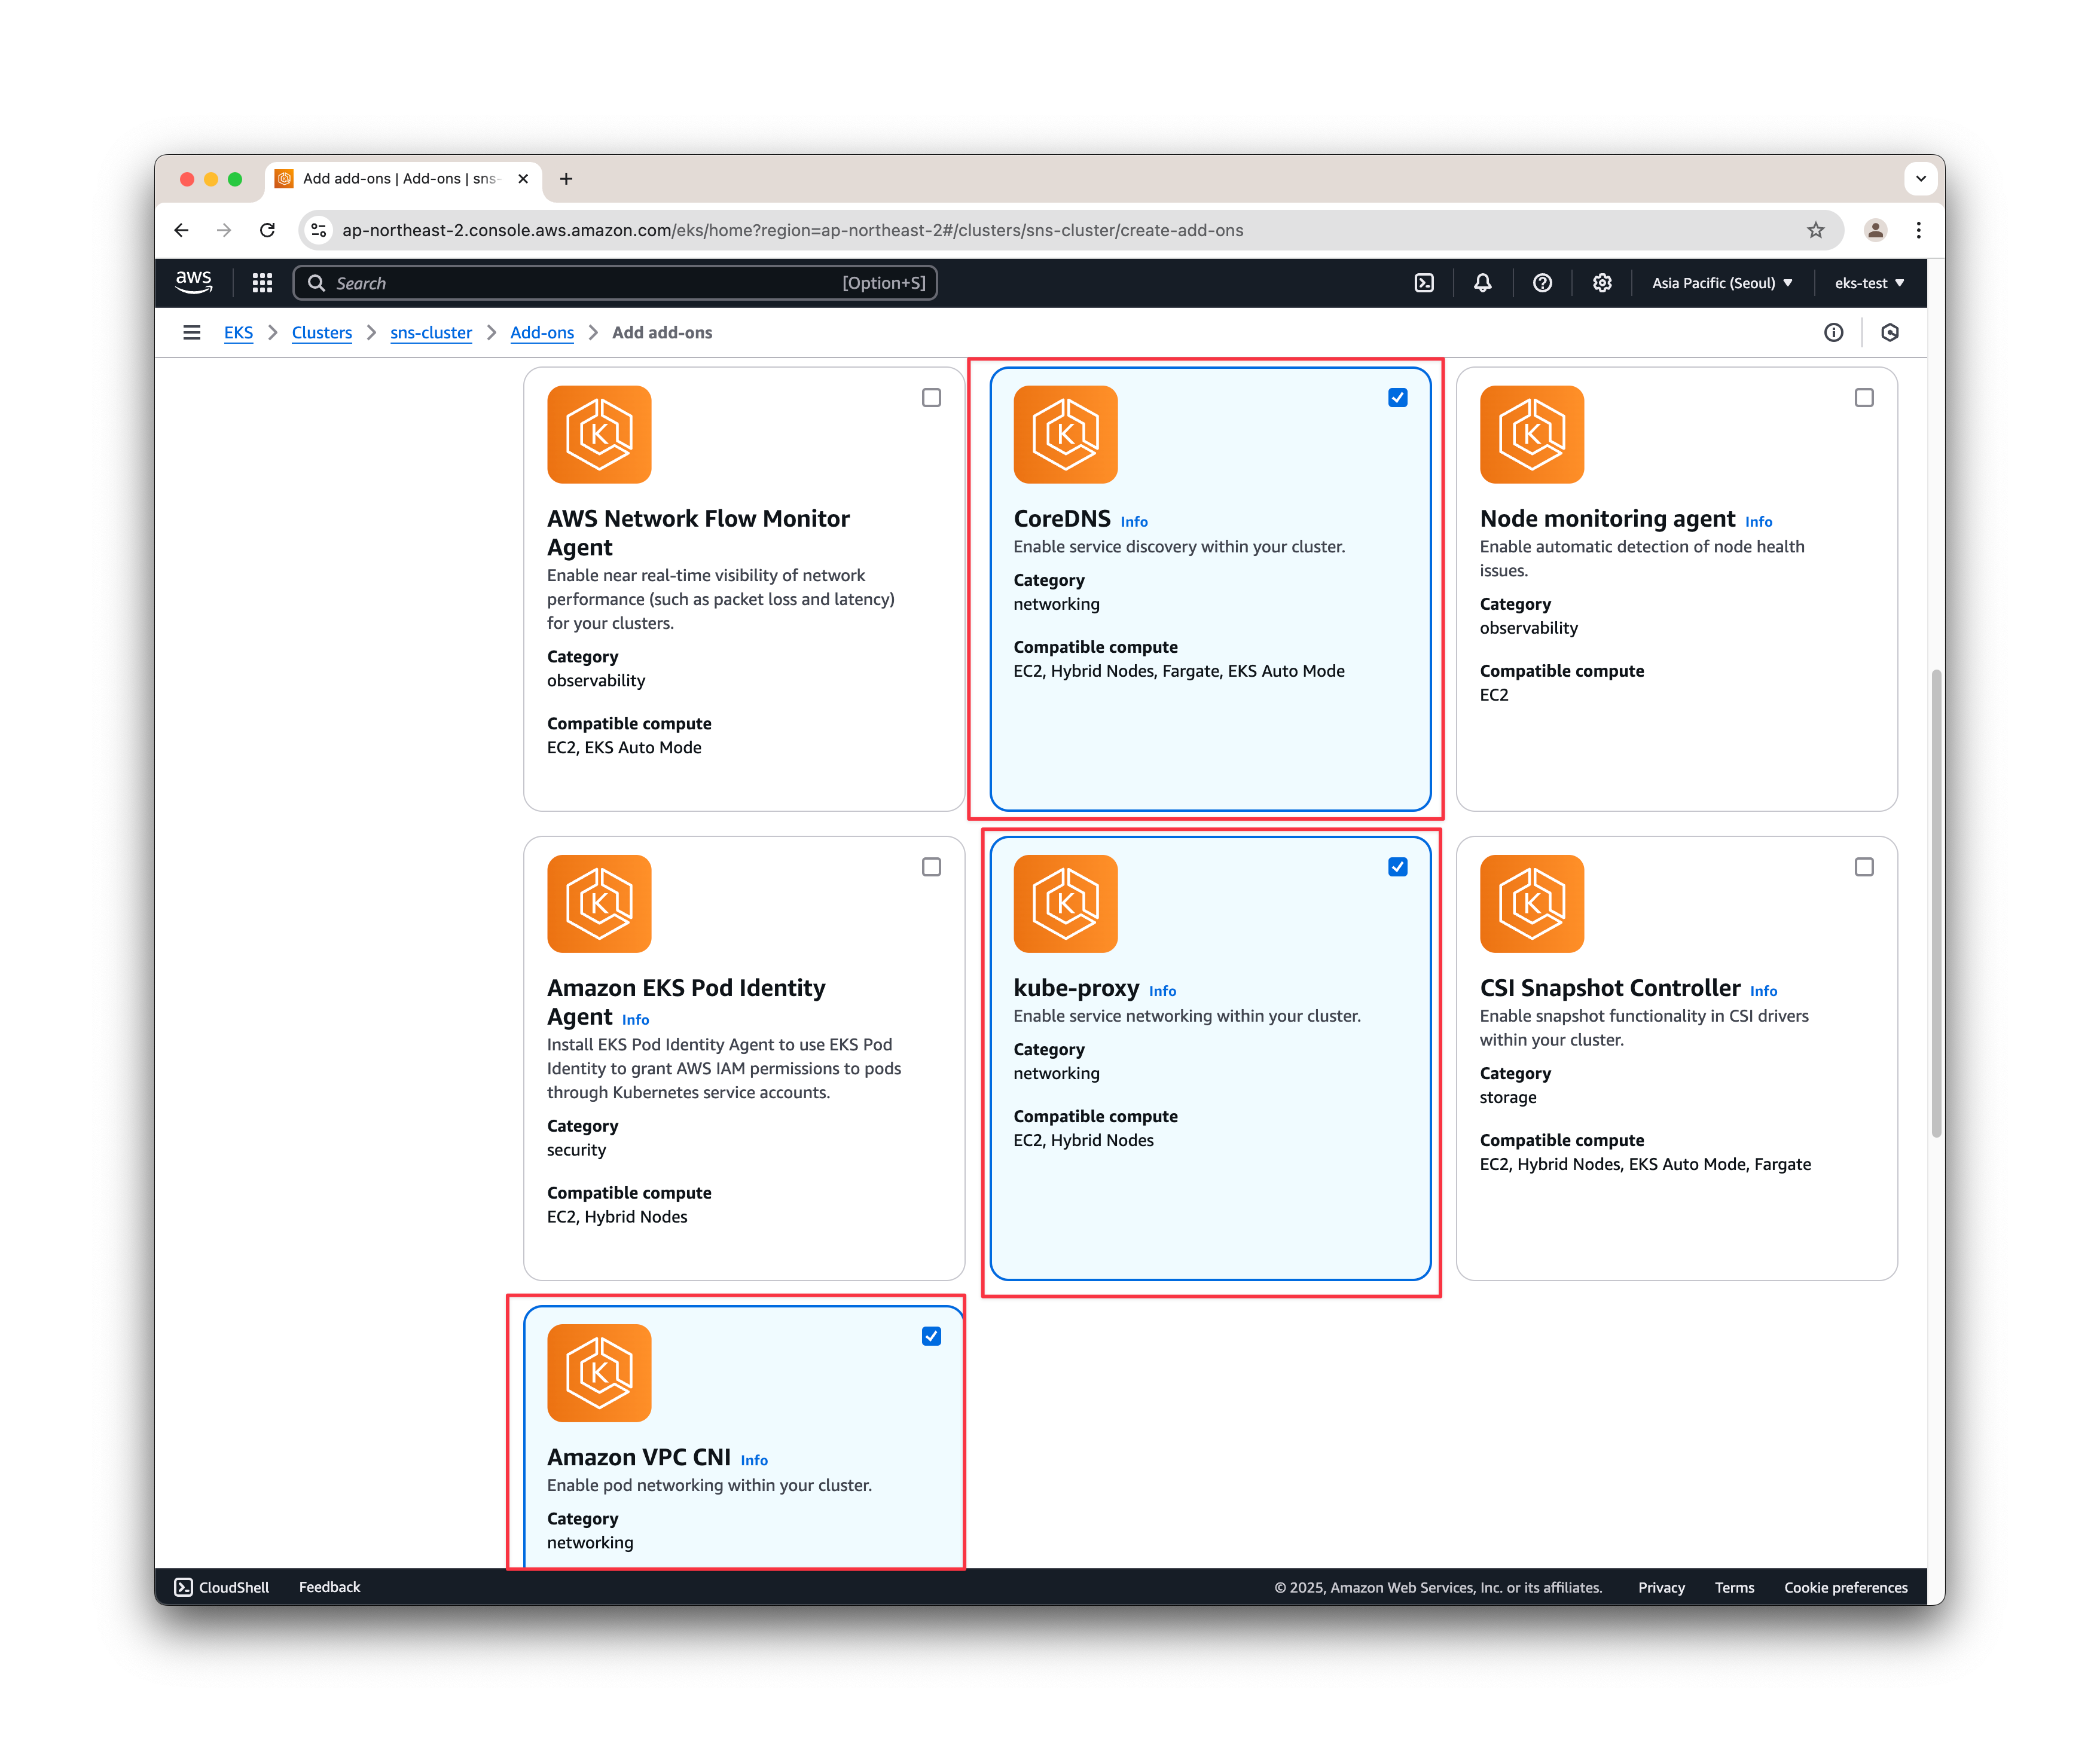 Add add-ons | Add-ons | sns-
ap-northeast-2.console.aws.amazon.com/eks/home?region=ap-northeast-2#/clusters/sns-cluster/create-add-ons
aws
Search
[Option+S]
Asia Pacific (Seoul)
eks-test
EKS
Clusters
sns-cluster
Add-ons
Add add-ons
AWS Network Flow Monitor
Agent
Enable near real-time visibility of network
performance (such as packet loss and latency)
for your clusters.
Category
observability
Compatible compute
EC2, EKS Auto Mode
CoreDNS Info
Enable service discovery within your cluster.
Category
networking
Compatible compute
EC2, Hybrid Nodes, Fargate, EKS Auto Mode
Node monitoring agent Info
Enable automatic detection of node health
issues.
Category
observability
Compatible compute
EC2
Amazon EKS Pod Identity
Agent Info
Install EKS Pod Identity Agent to use EKS Pod
Identity to grant AWS IAM permissions to pods
through Kubernetes service accounts.
Category
security
Compatible compute
EC2, Hybrid Nodes
kube-proxy Info
Enable service networking within your cluster.
Category
networking
Compatible compute
EC2, Hybrid Nodes
CSI Snapshot Controller Info
Enable snapshot functionality in CSI drivers
within your cluster.
Category
storage
Compatible compute
EC2, Hybrid Nodes, EKS Auto Mode, Fargate
Amazon VPC CNI Info
Enable pod networking within your cluster.
Category
networking
CloudShell
Feedback
© 2025, Amazon Web Services, Inc. or its affiliates.
Privacy
Terms
Cookie preferences